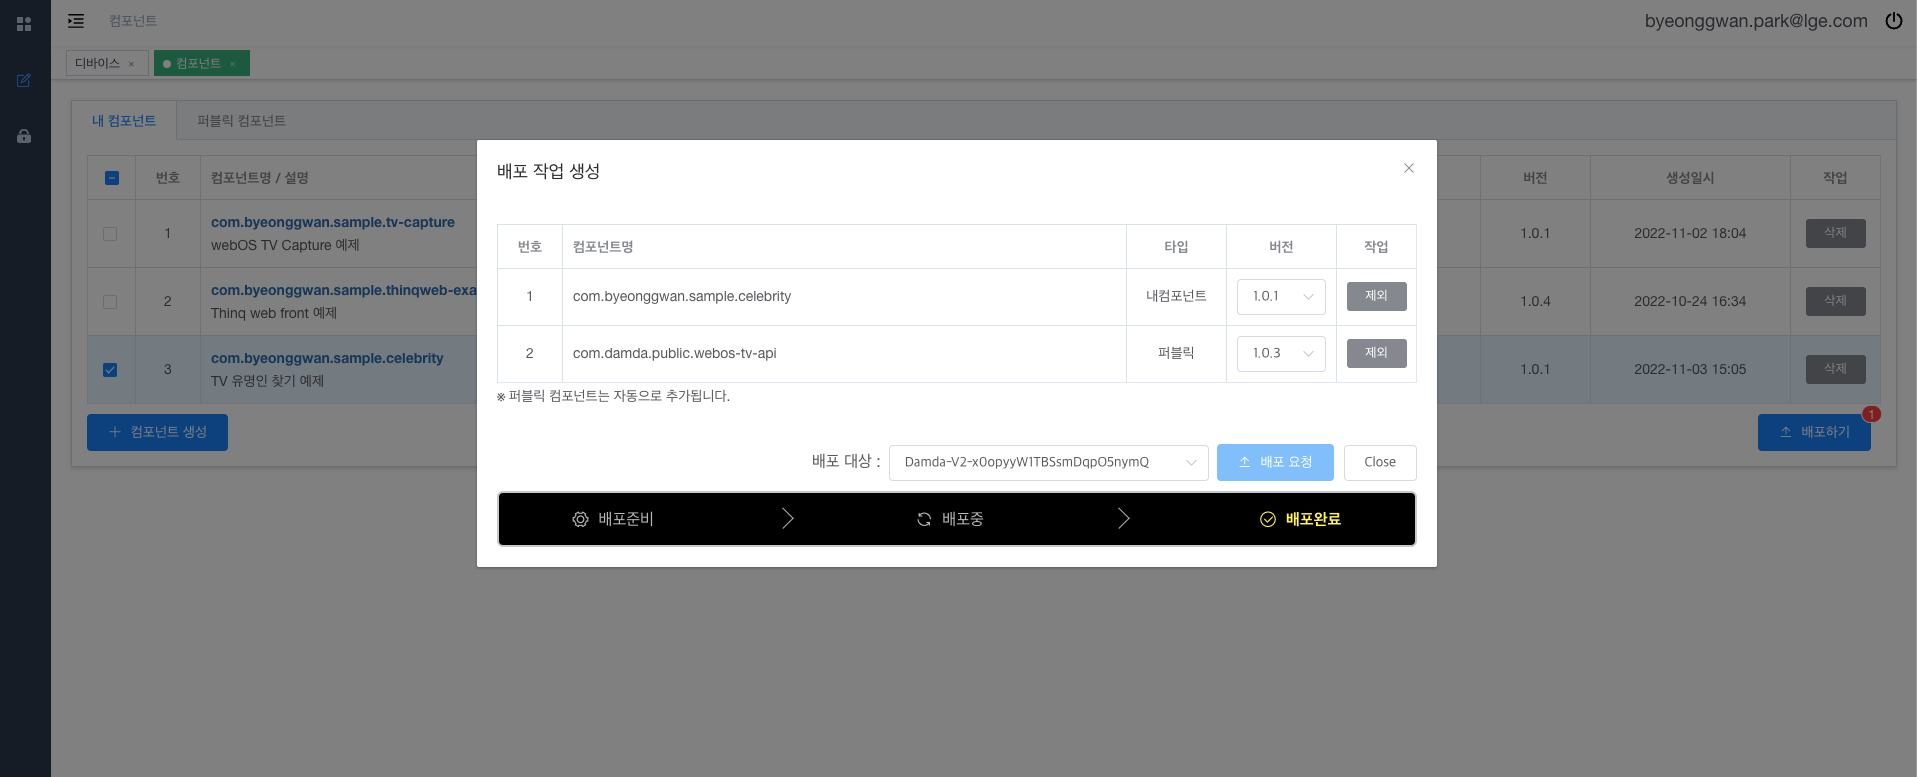 컴포넌트
byeonggwan.park@lge.com
디바이스 ×
컴포넌트 ×
내 컴포넌트
퍼블릭 컴포넌트
번호 컴포넌트명 / 설명 버전 생성일시 작업
1 com.byeonggwan.sample.tv-capture 1.0.1 2022-11-02 18:04 삭제
webOS TV Capture 예제
2 com.byeonggwan.sample.thinqweb-exa 1.0.4 2022-10-24 16:34 삭제
Thinq web front 예제
3 com.byeonggwan.sample.celebrity 1.0.1 2022-11-03 15:05 삭제
TV 유명인 찾기 예제
컴포넌트 생성
배포하기 1
배포 작업 생성
번호 컴포넌트명 타입 버전 작업
1 com.byeonggwan.sample.celebrity 내컴포넌트 1.0.1 제외
2 com.damda.public.webos-tv-api 퍼블릭 1.0.3 제외
※ 퍼블릭 컴포넌트는 자동으로 추가됩니다.
배포 대상 : Damda-V2-x0opyyW1TBSsmDqpO5nymQ 배포 요청 Close
배포준비 배포중 배포완료